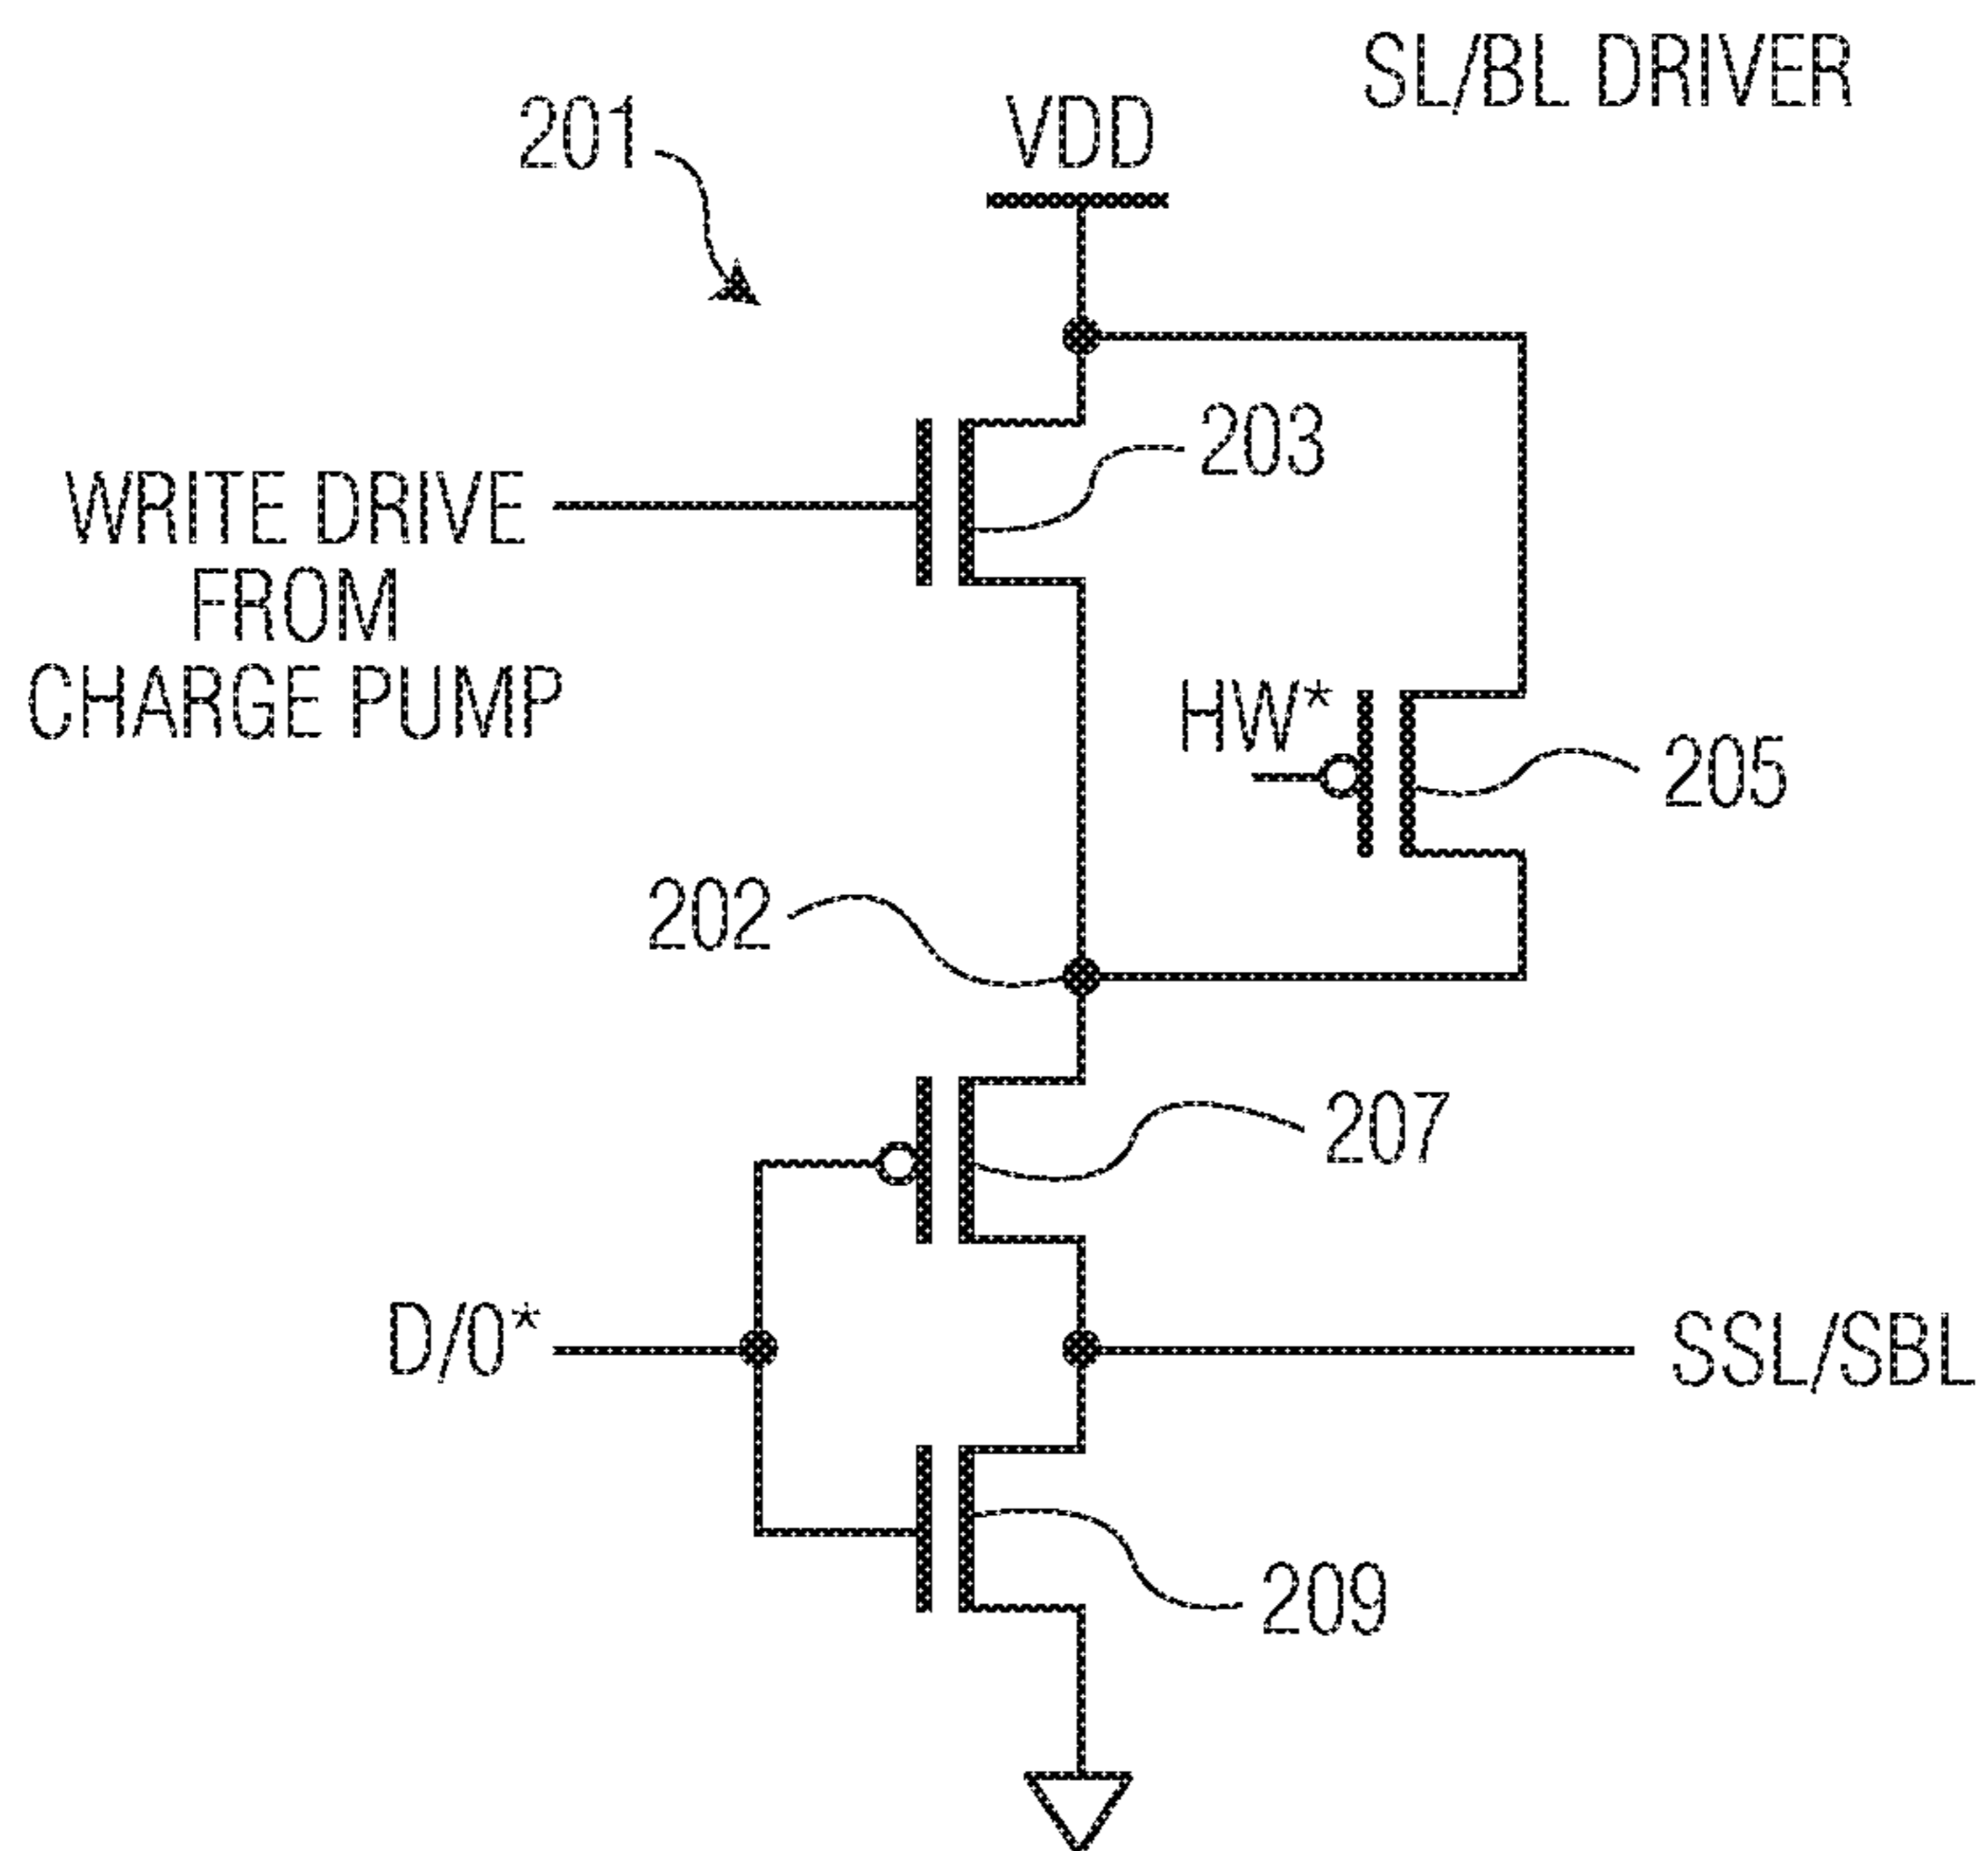 SL/BL DRIVER
201
VDD
203
WRITE DRIVE
FROM
CHARGE PUMP
HW*
205
202
207
D/0*
SSL/SBL
209